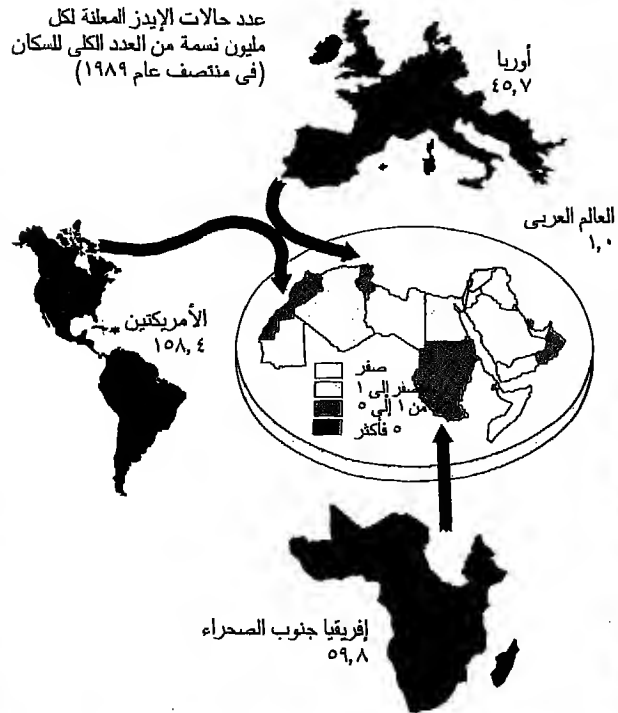 عدد حالات الإيدز المعلنة لكل
مليون نسمة من العدد الكلى للسكان
(فى منتصف عام ١٩٨٩)
أوربا
٤٥,٧
العالم العربى
١,٠
الأمريكتين
١٥٨,٤
صفر
صفر إلى ١
من ١ إلى ٥
٥ فأكثر
إفريقيا جنوب الصحراء
٥٩,٨